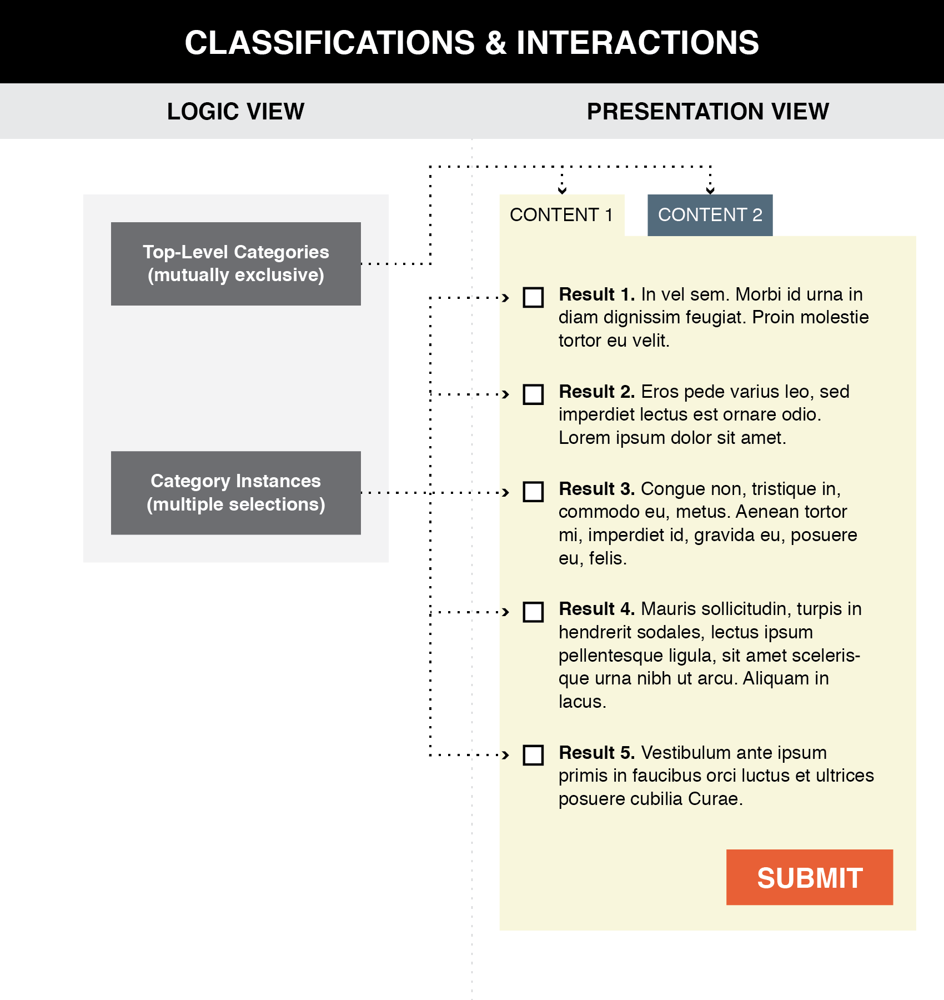 CLASSIFICATIONS & INTERACTIONS
LOGIC VIEW
PRESENTATION VIEW
Top-Level Categories
(mutually exclusive)
Category Instances
(multiple selections)
CONTENT 1
CONTENT 2
Result 1. In vel sem. Morbi id urna in
diam dignissim feugiat. Proin molestie
tortor eu velit.
Result 2. Eros pede varius leo, sed
imperdiet lectus est ornare odio.
Lorem ipsum dolor sit amet.
Result 3. Congue non, tristique in,
commodo eu, metus. Aenean tortor
mi, imperdiet id, gravida eu, posuere
eu, felis.
Result 4. Mauris sollicitudin, turpis in
hendrerit sodales, lectus ipsum
pellentesque ligula, sit amet sceleris-
que urna nibh ut arcu. Aliquam in
lacus.
Result 5. Vestibulum ante ipsum
primis in faucibus orci luctus et ultrices
posuere cubilia Curae.
SUBMIT